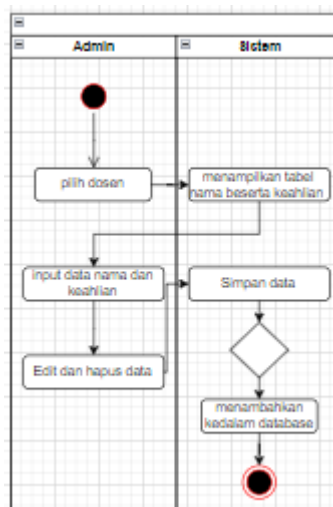 Admin
Sistem
pilih dosen
menampilkan tabel
nama beserta keahlian
input data nama dan
keahlian
Simpan data
Edit dan hapus data
menambahkan
kedalam database